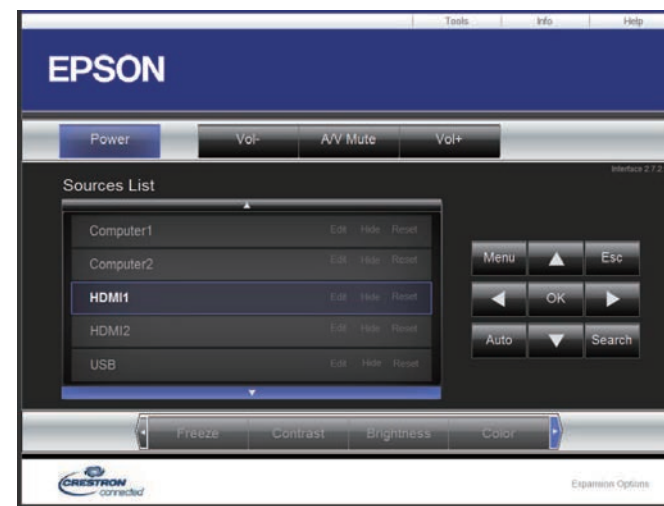 Tools Info Help
EPSON
Power Vol- A/V Mute Vol+
Interface 2.7.2
Sources List
Computer1 Edit Hide Reset
Computer2 Edit Hide Reset
HDMI1 Edit Hide Reset
HDMI2 Edit Hide Reset
USB Edit Hide Reset
Menu Esc
OK
Auto Search
Freeze Contrast Brightness Color
CRESTRON
connected
Expansion Options